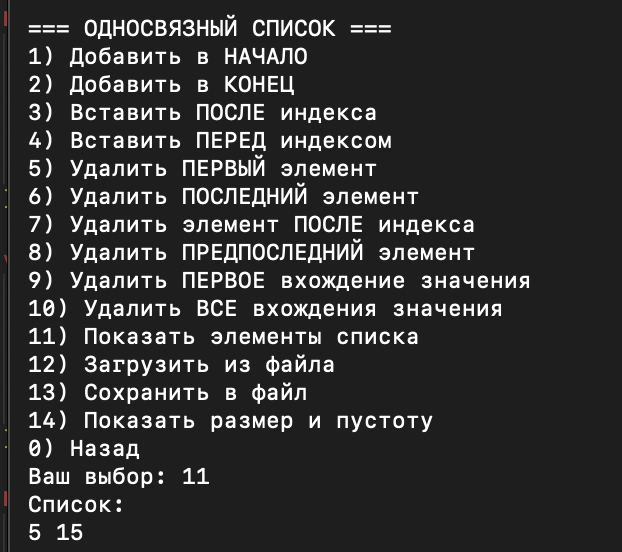 === ОДНОСВЯЗНЫЙ СПИСОК ===
1) Добавить в НАЧАЛО
2) Добавить в КОНЕЦ
3) Вставить ПОСЛЕ индекса
4) Вставить ПЕРЕД индексом
5) Удалить ПЕРВЫЙ элемент
6) Удалить ПОСЛЕДНИЙ элемент
7) Удалить элемент ПОСЛЕ индекса
8) Удалить ПРЕДПОСЛЕДНИЙ элемент
9) Удалить ПЕРВОЕ вхождение значения
10) Удалить ВСЕ вхождения значения
11) Показать элементы списка
12) Загрузить из файла
13) Сохранить в файл
14) Показать размер и пустоту
0) Назад
Ваш выбор: 11
Список:
5 15